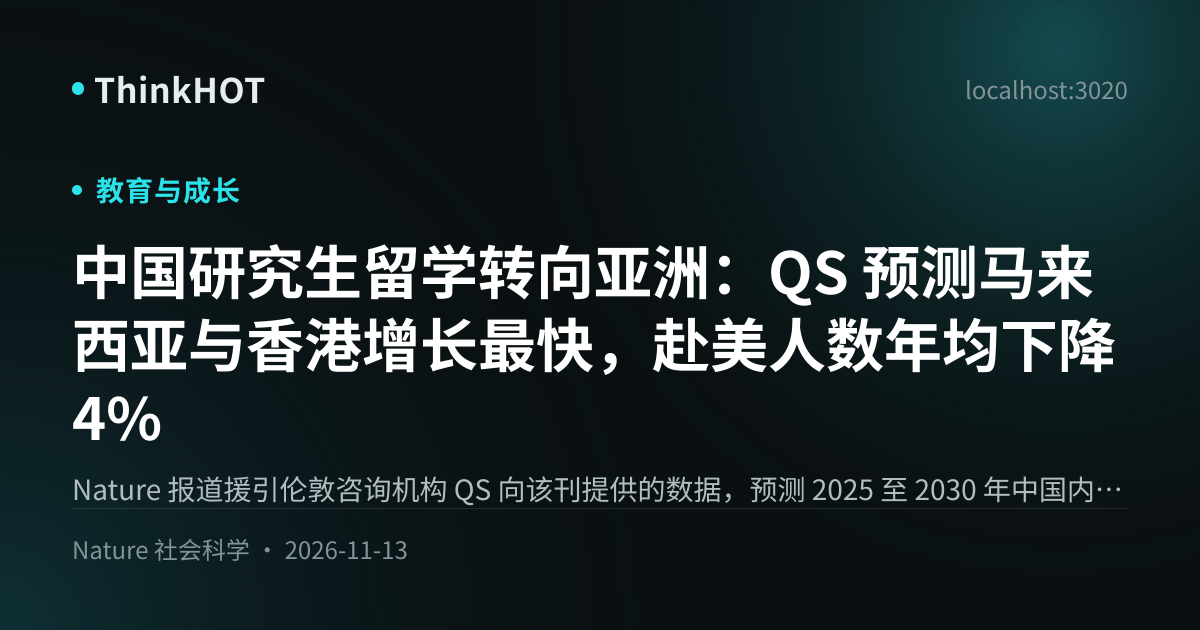 ThinkHOT
localhost:3020
教育与成长
中国研究生留学转向亚洲：QS 预测马来
西亚与香港增长最快，赴美人数年均下降
4%
Nature 报道援引伦敦咨询机构 QS 向该刊提供的数据，预测 2025 至 2030 年中国内…
Nature 社会科学 · 2026-11-13